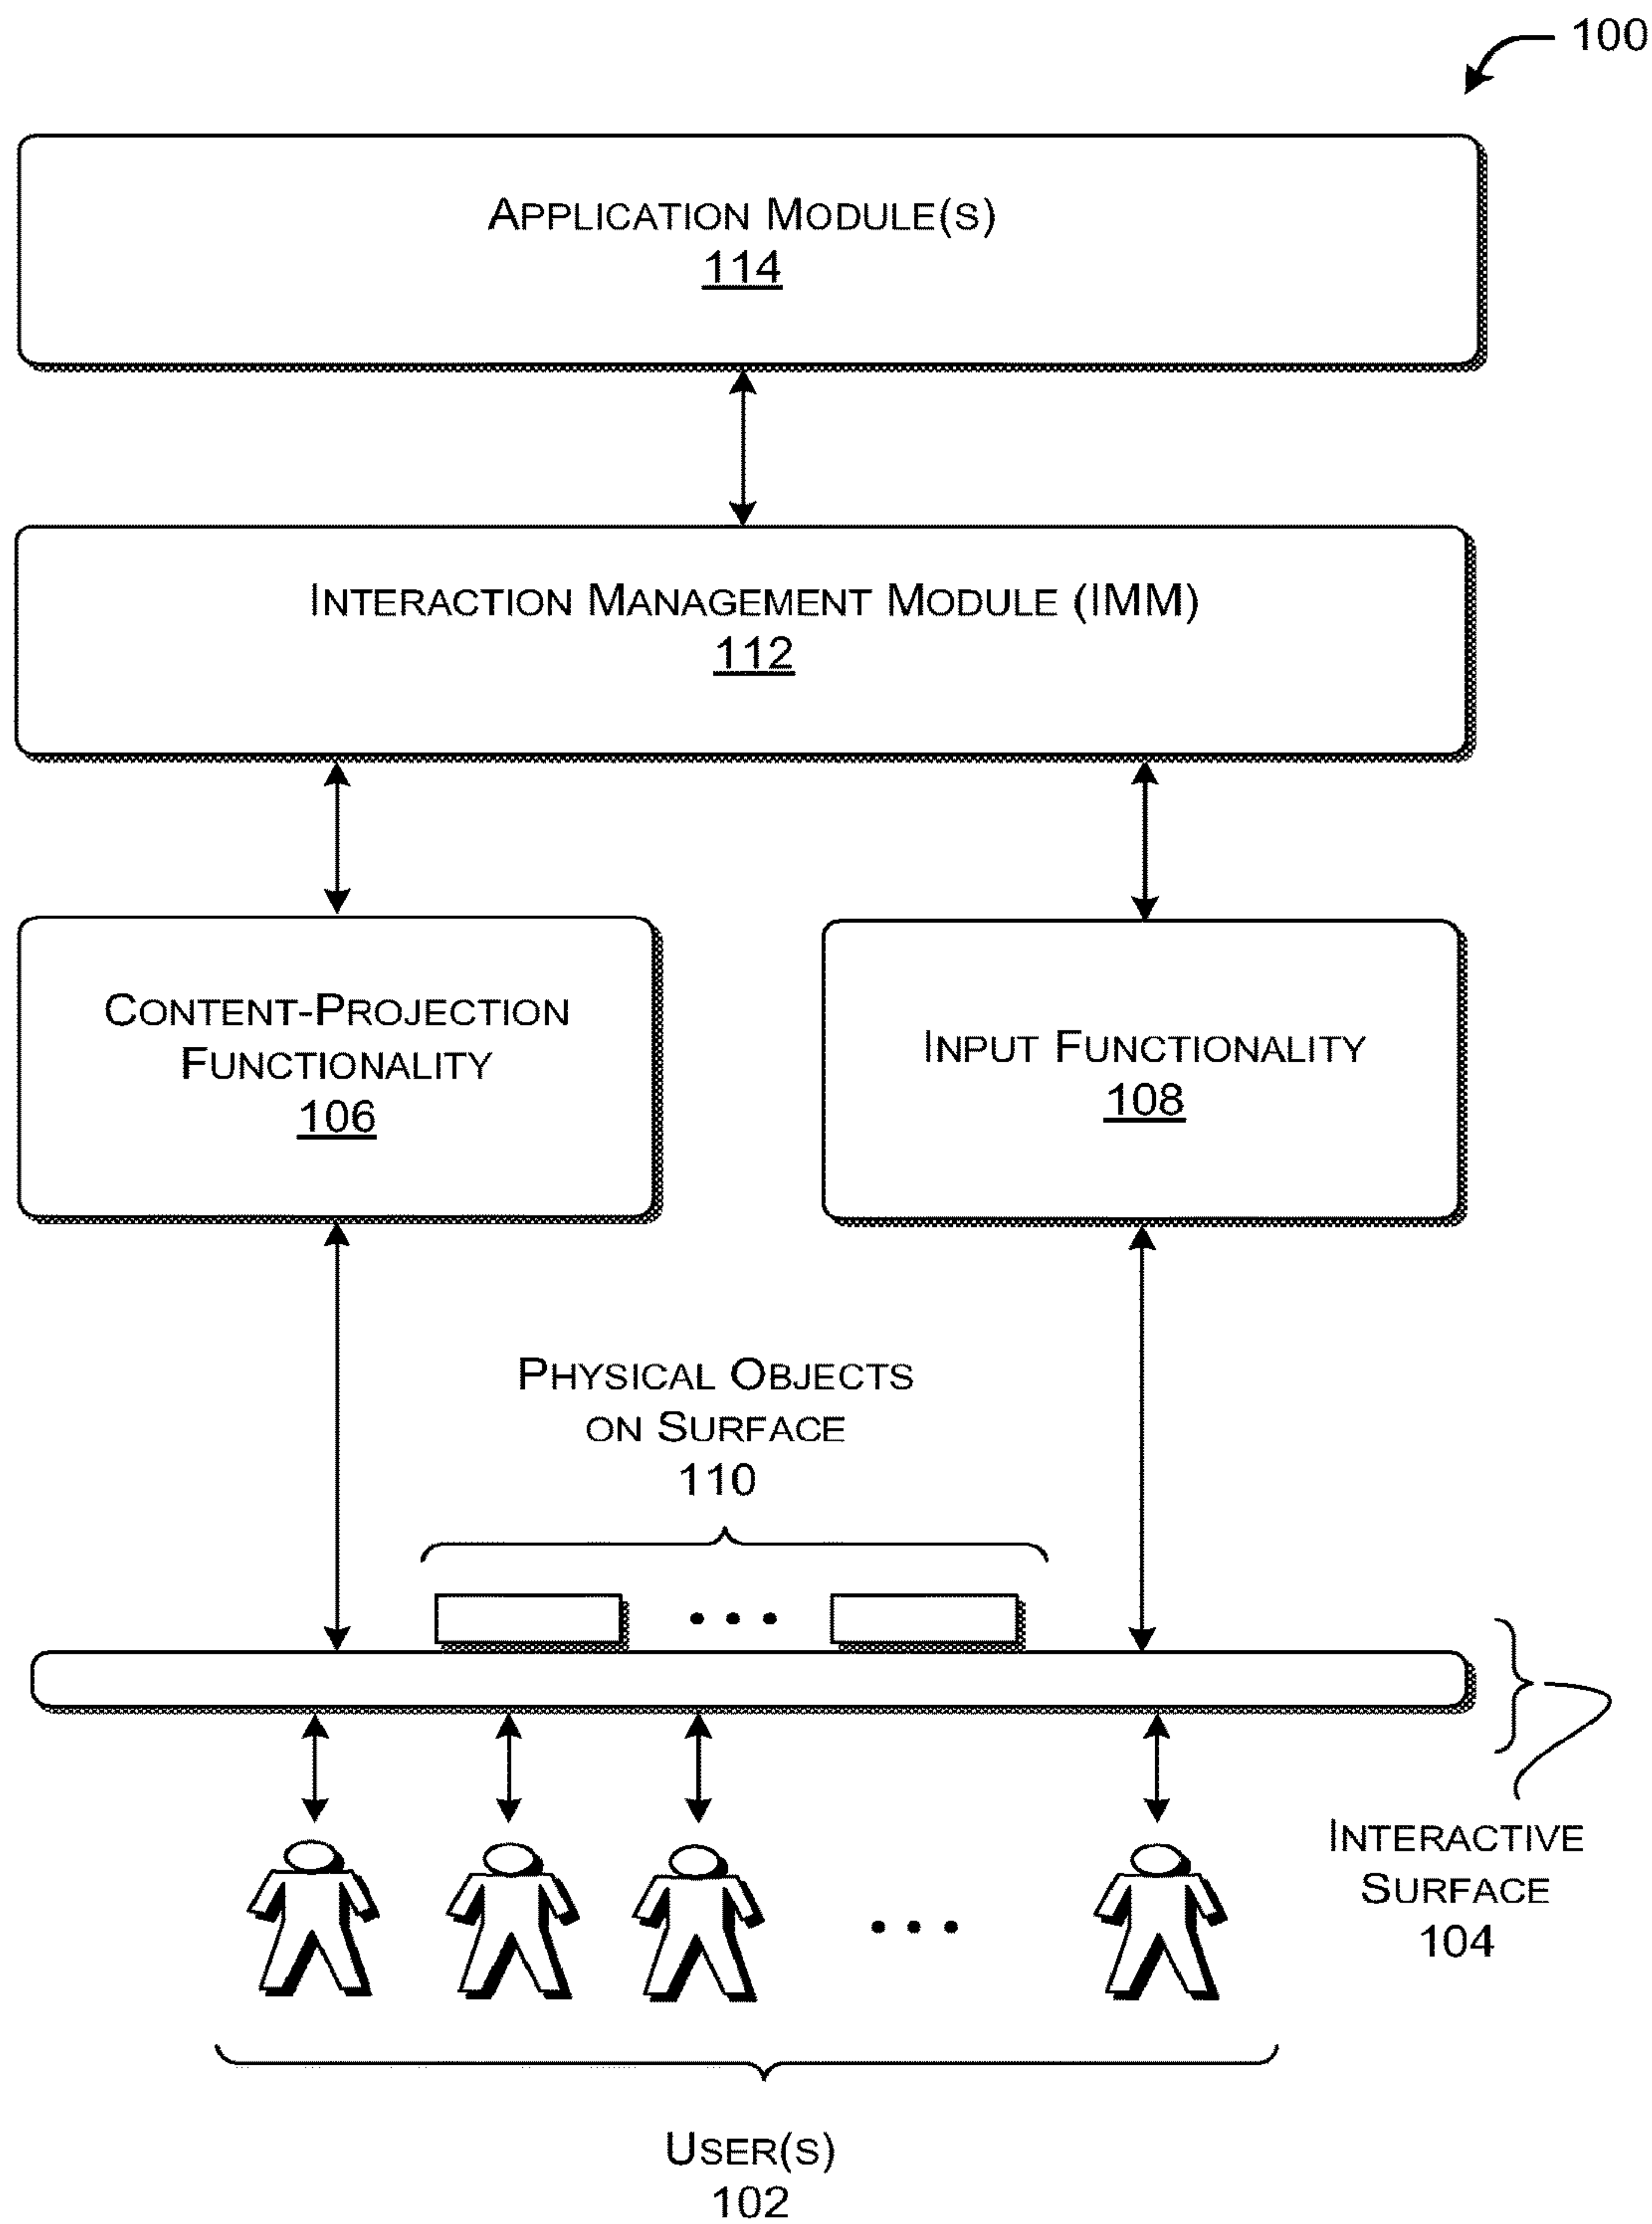 100
APPLICATION MODULE(S)
114
INTERACTION MANAGEMENT MODULE (IMM)
112
CONTENT-PROJECTION
FUNCTIONALITY
106
INPUT FUNCTIONALITY
108
PHYSICAL OBJECTS
ON SURFACE
110
INTERACTIVE
SURFACE
104
USER(S)
102